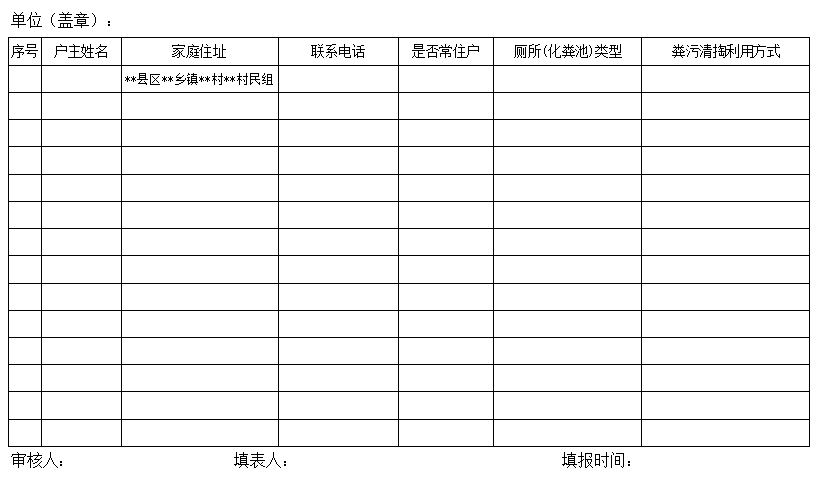 单位（盖章）：
序号 户主姓名 家庭住址 联系电话 是否常住户 厕所(化粪池)类型 粪污清掏利用方式
**县区**乡镇**村**村民组
审核人： 填表人： 填报时间：